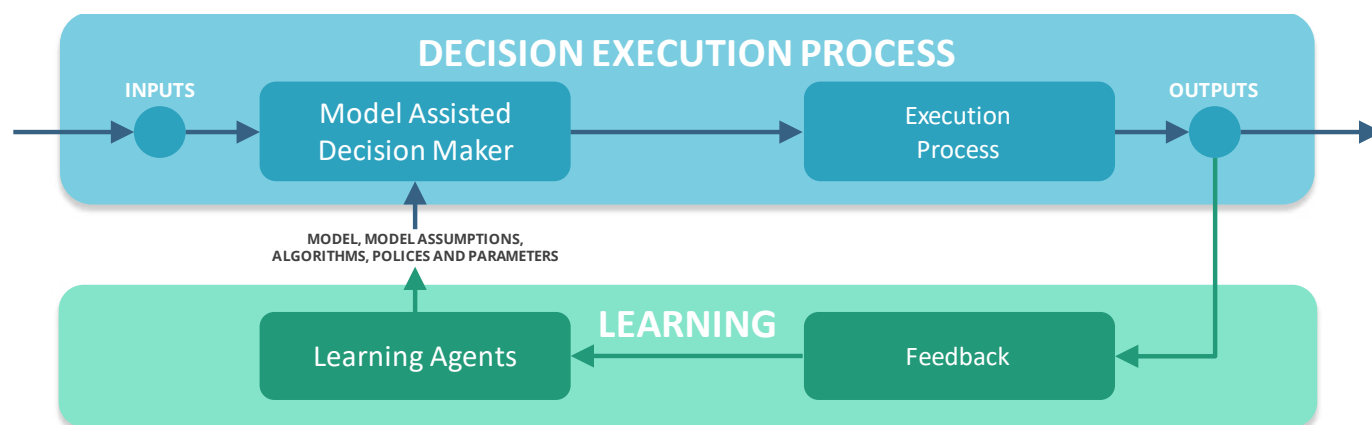 DECISION EXECUTION PROCESS
INPUTS
Model Assisted
Decision Maker
Execution
Process
OUTPUTS
MODEL, MODEL ASSUMPTIONS,
ALGORITHMS, POLICES AND PARAMETERS
LEARNING
Learning Agents
Feedback